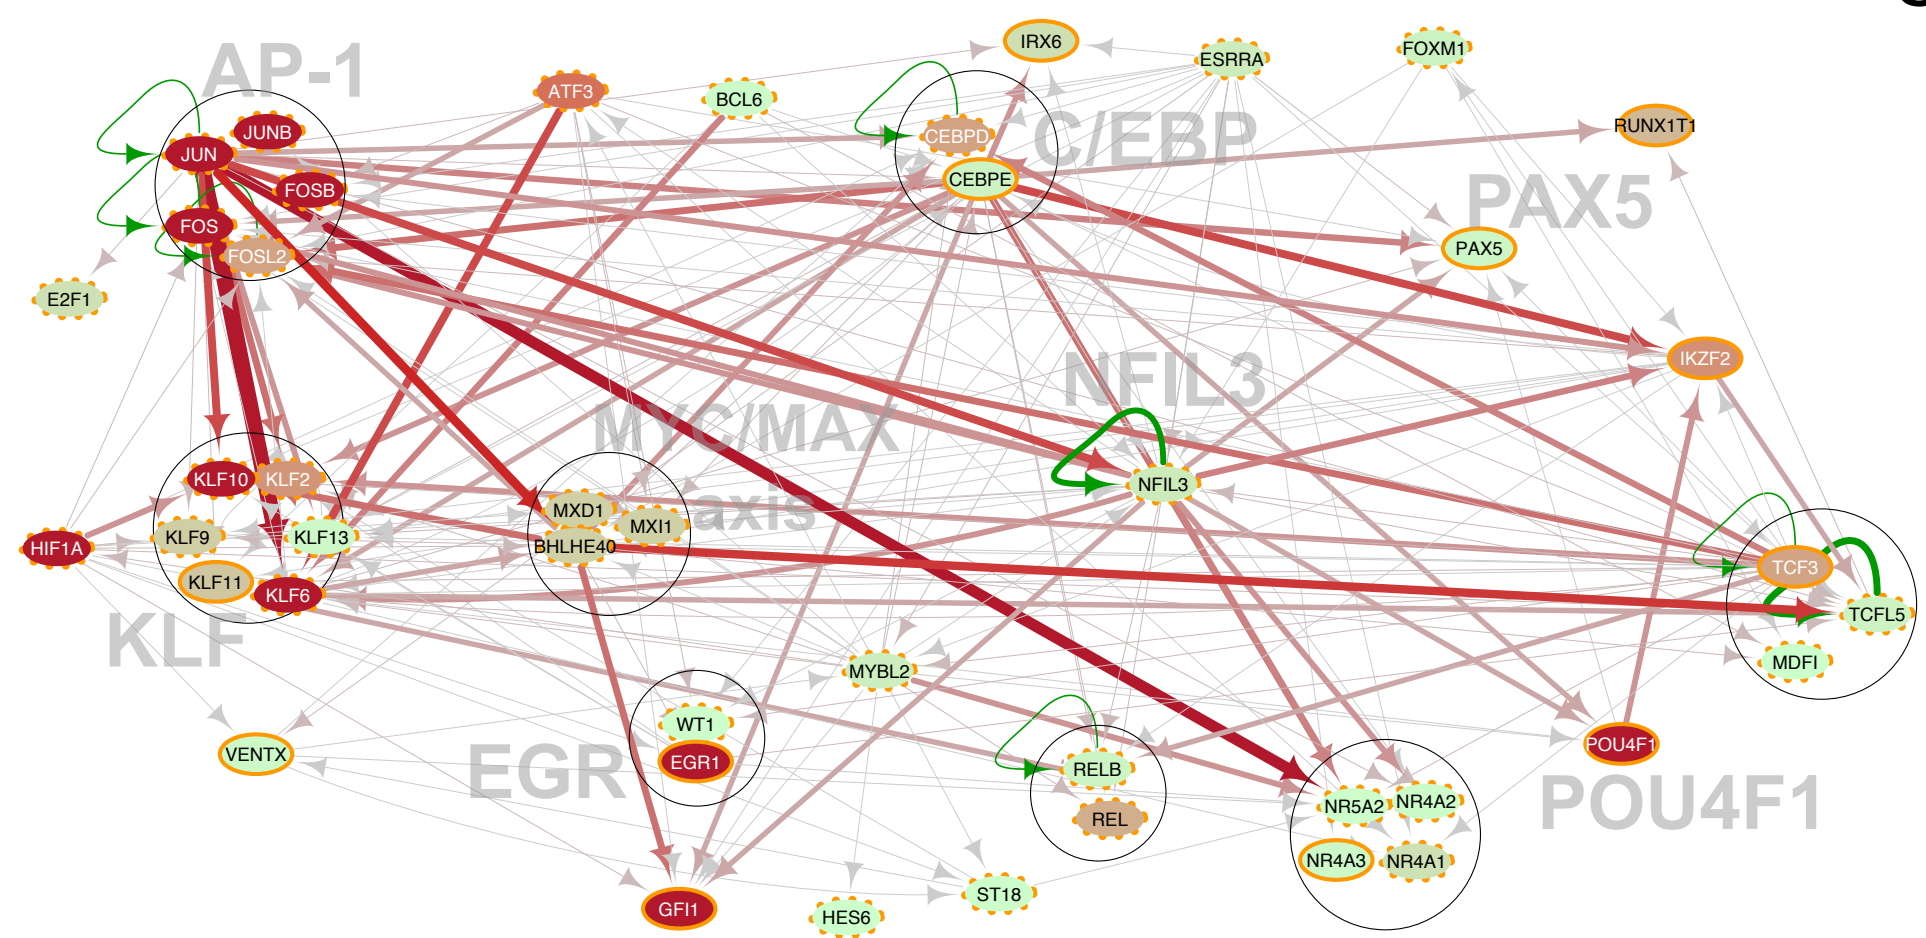 IRX6
ESRRA
FOXM1
AP-1
ATF3
BCL6
JUNB
CEBPD
C/EBP
RUNX1T1
JUN
FOSB
CEBPE
PAX5
FOS
FOSL2
PAX5
E2F1
NFIL3
IKZF2
MYC/MAX
axis
KLF10
KLF2
NFIL3
MXD1
MXI1
HIF1A
KLF9
KLF13
BHLHE40
TCF3
KLF11
KLF6
TCFL5
KLF
MYBL2
MDFI
WT1
VENTX
EGR
EGR1
RELB
POU4F1
POU4F1
REL
NR5A2
NR4A2
NR4A3
NR4A1
GFI1
HES6
ST18